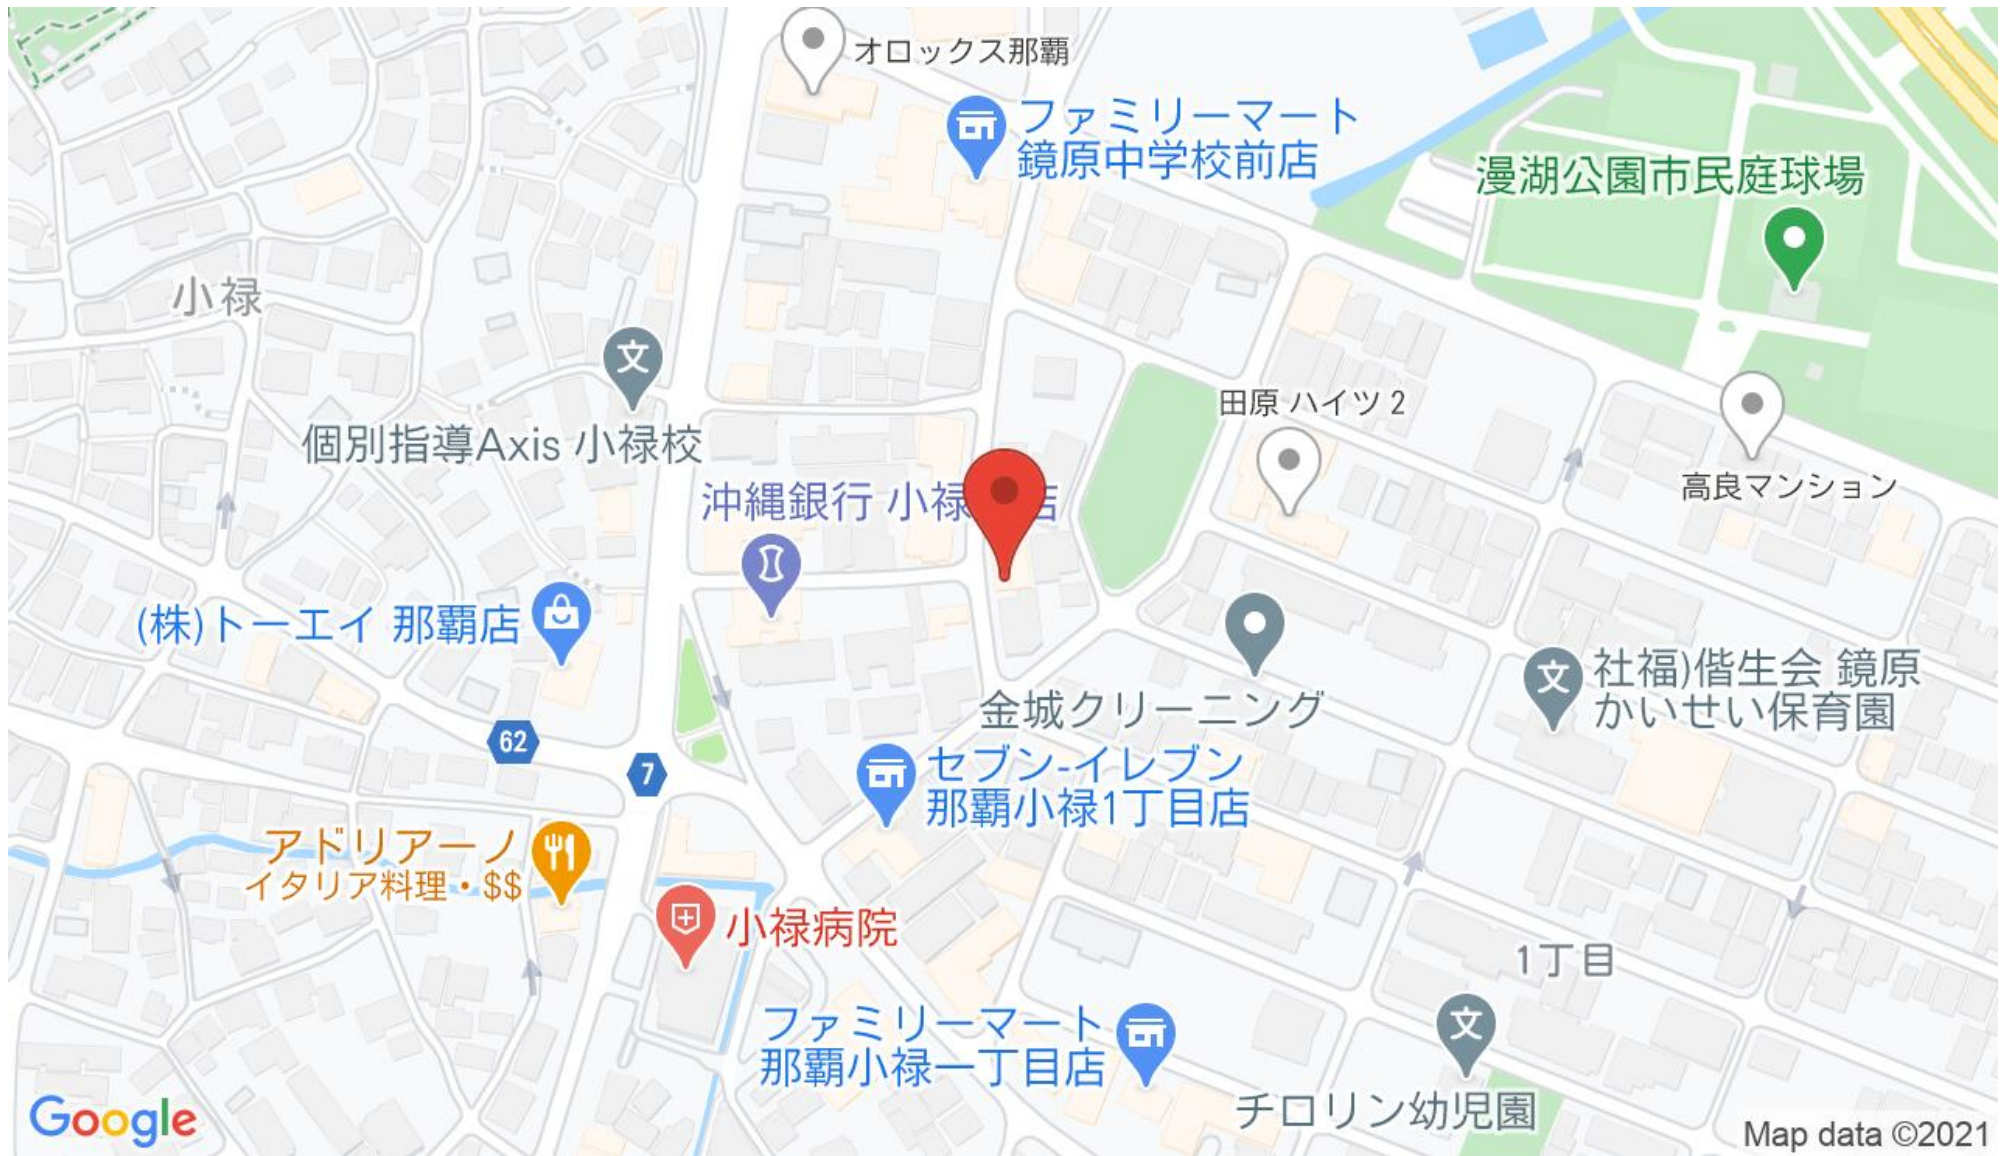 オロックス那覇
ファミリーマート
鏡原中学校前店
漫湖公園市民庭球場
小禄
田原 ハイツ 2
個別指導Axis 小禄校
高良マンション
沖縄銀行 小禄 店
(株)トーエイ 那覇店
社福)偕生会 鏡原
かいせい保育園
金城クリーニング
62
7
セブン-イレブン
那覇小禄1丁目店
アドリアーノ
イタリア料理・$$
小禄病院
1丁目
ファミリーマート
那覇小禄一丁目店
チロリン幼児園
Google
Map data ©2021